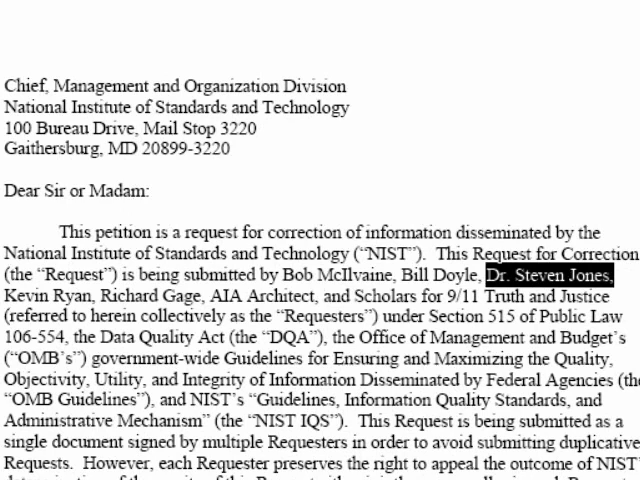 Chief, Management and Organization Division
National Institute of Standards and Technology
100 Bureau Drive, Mail Stop 3220
Gaithersburg, MD 20899-3220
Dear Sir or Madam:
This petition is a request for correction of information disseminated by the
National Institute of Standards and Technology (“NIST”). This Request for Correction
(the “Request”) is being submitted by Bob McIlvaine, Bill Doyle, Dr. Steven Jones,
Kevin Ryan, Richard Gage, AIA Architect, and Scholars for 9/11 Truth and Justice
(referred to herein collectively as the “Requesters”) under Section 515 of Public Law
106-554, the Data Quality Act (the “DQA”), the Office of Management and Budget’s
(“OMB’s”) government-wide Guidelines for Ensuring and Maximizing the Quality,
Objectivity, Utility, and Integrity of Information Disseminated by Federal Agencies (the
“OMB Guidelines”), and NIST’s “Guidelines, Information Quality Standards, and
Administrative Mechanism” (the “NIST IQS”). This Request is being submitted as a
single document signed by multiple Requesters in order to avoid submitting duplicative
Requests. However, each Requester preserves the right to appeal the outcome of NIST’